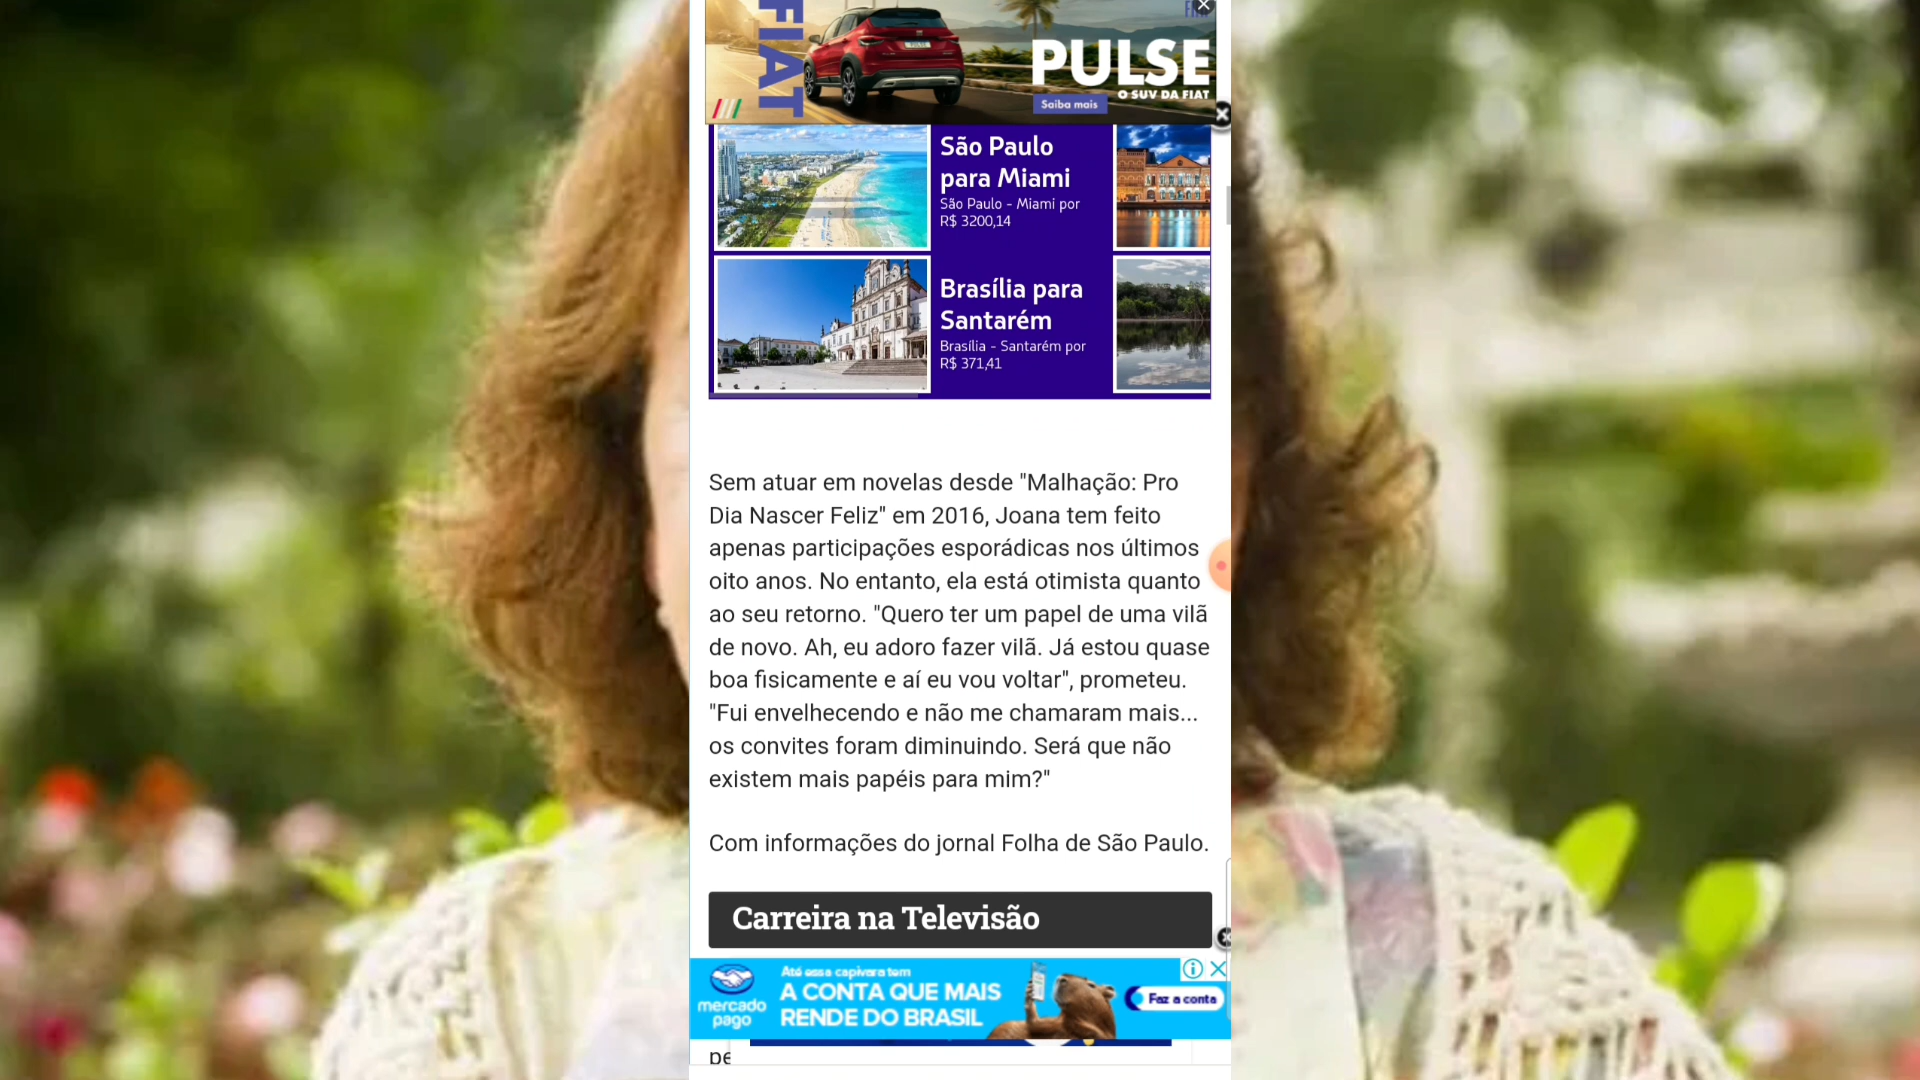 FIAT
PULSE
O SUV DA FIAT
Saiba mais
São Paulo
para Miami
São Paulo - Miami por
R$ 3200,14
Brasília para
Santarém
Brasília - Santarém por
R$ 371,41
Sem atuar em novelas desde "Malhação: Pro
Dia Nascer Feliz" em 2016, Joana tem feito
apenas participações esporádicas nos últimos
oito anos. No entanto, ela está otimista quanto
ao seu retorno. "Quero ter um papel de uma vilã
de novo. Ah, eu adoro fazer vilã. Já estou quase
boa fisicamente e aí eu vou voltar", prometeu.
"Fui envelhecendo e não me chamaram mais...
os convites foram diminuindo. Será que não
existem mais papéis para mim?"
Com informações do jornal Folha de São Paulo.
Carreira na Televisão
Até essa capivara tem
A CONTA QUE MAIS
RENDE DO BRASIL
mercado
pago
Faz a conta
pe